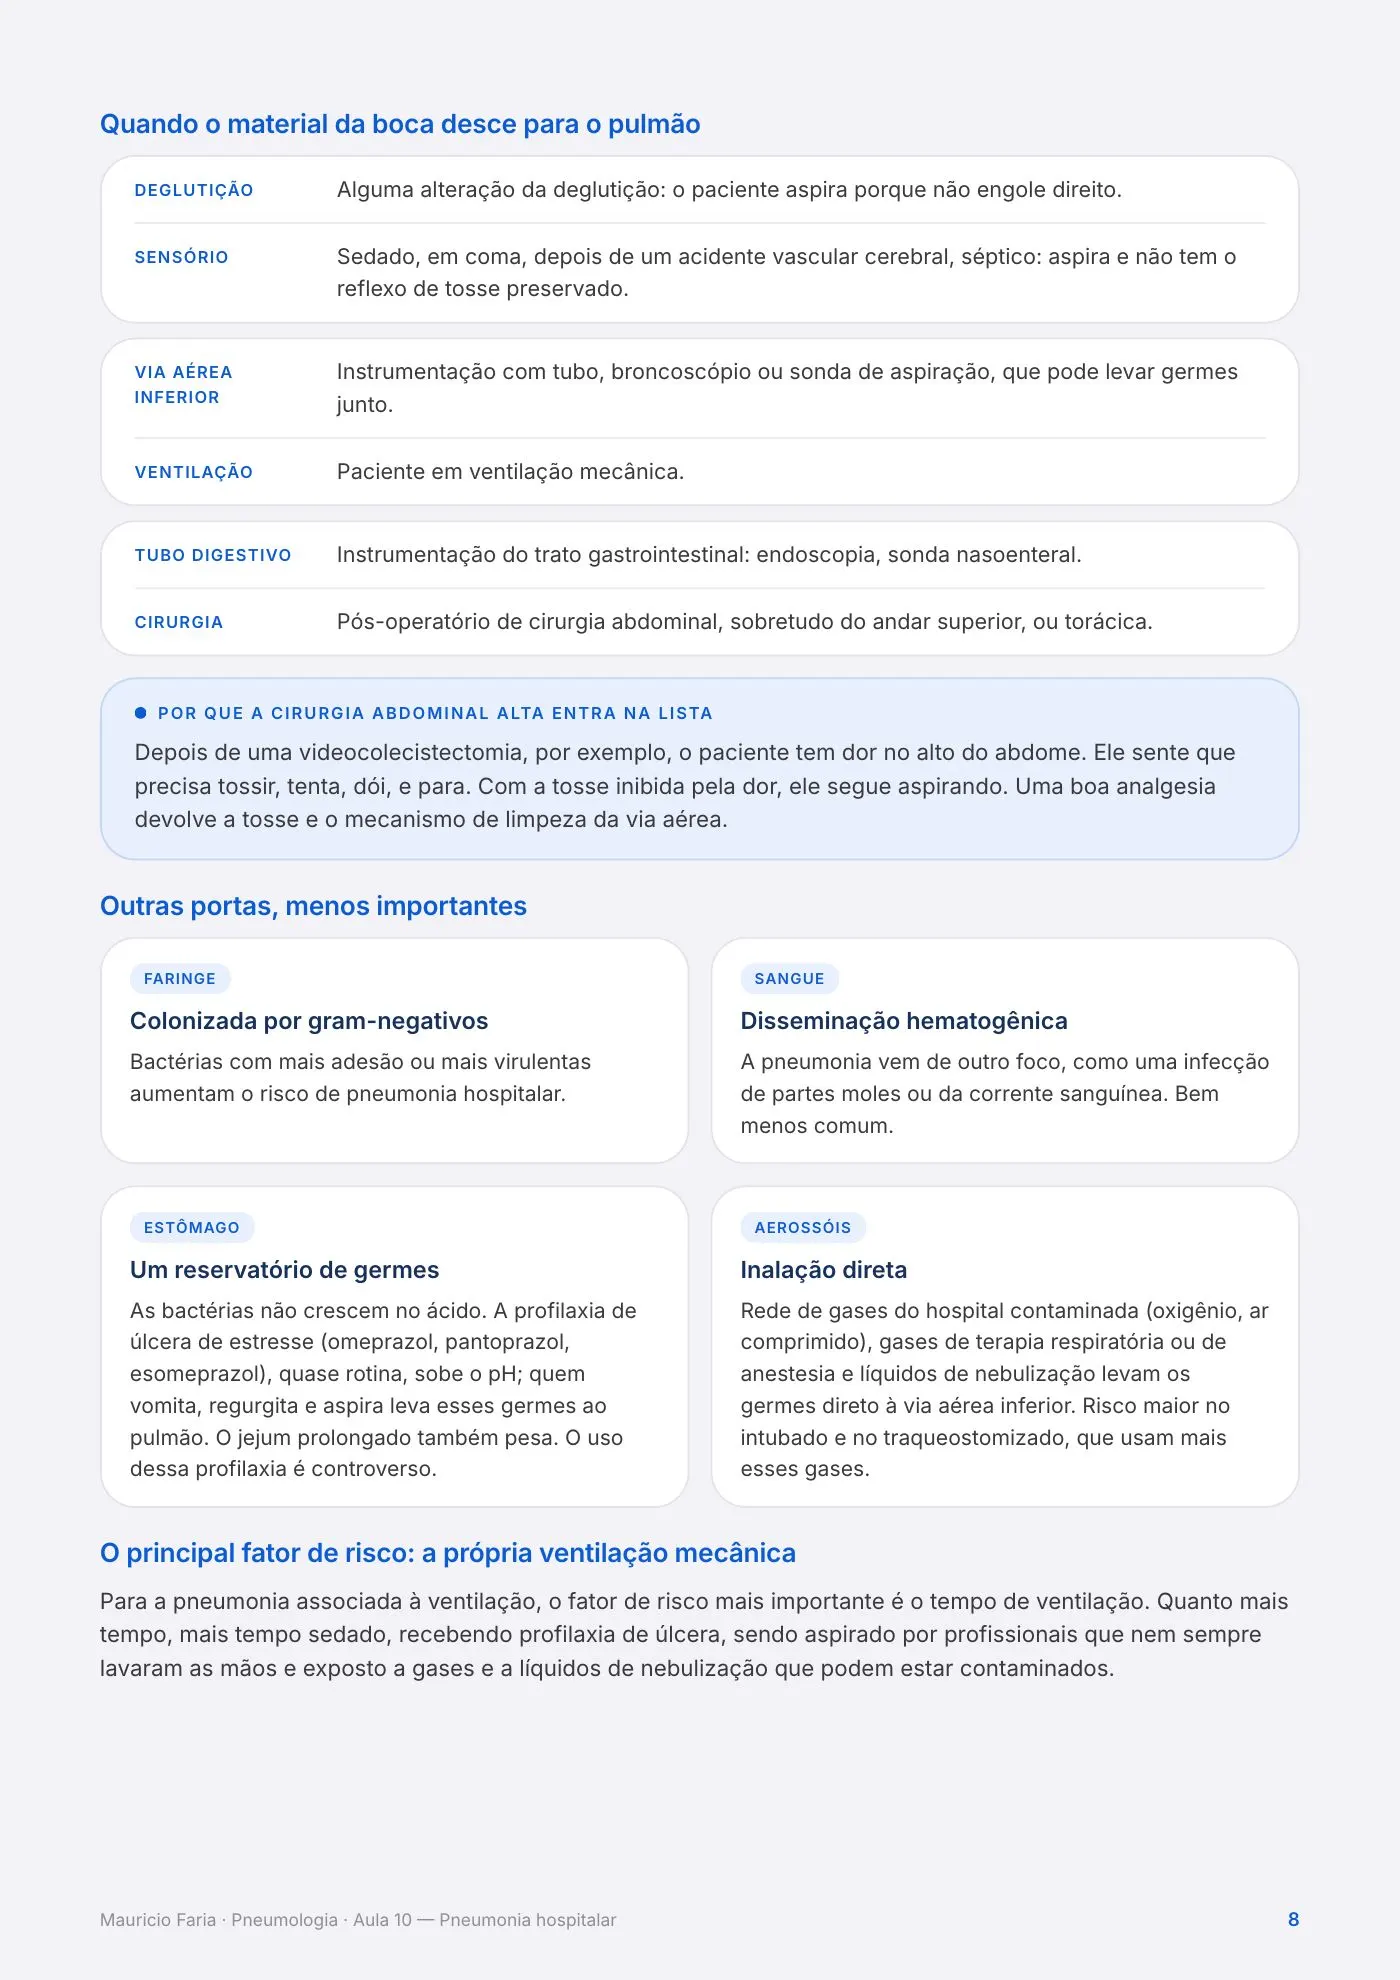 Quando o material da boca desce para o pulmão
DEGLUTIÇÃO
Alguma alteração da deglutição: o paciente aspira porque não engole direito.
SENSÓRIO
Sedado, em coma, depois de um acidente vascular cerebral, séptico: aspira e não tem o
reflexo de tosse preservado.
VIA AÉREA
INFERIOR
Instrumentação com tubo, broncoscópio ou sonda de aspiração, que pode levar germes
junto.
VENTILAÇÃO
Paciente em ventilação mecânica.
TUBO DIGESTIVO
Instrumentação do trato gastrointestinal: endoscopia, sonda nasoenteral.
CIRURGIA
Pós-operatório de cirurgia abdominal, sobretudo do andar superior, ou torácica.
POR QUE A CIRURGIA ABDOMINAL ALTA ENTRA NA LISTA
Depois de uma videocolecistectomia, por exemplo, o paciente tem dor no alto do abdome. Ele sente que
precisa tossir, tenta, dói, e para. Com a tosse inibida pela dor, ele segue aspirando. Uma boa analgesia
devolve a tosse e o mecanismo de limpeza da via aérea.
Outras portas, menos importantes
FARINGE
Colonizada por gram-negativos
Bactérias com mais adesão ou mais virulentas
aumentam o risco de pneumonia hospitalar.
SANGUE
Disseminação hematogênica
A pneumonia vem de outro foco, como uma infecção
de partes moles ou da corrente sanguínea. Bem
menos comum.
ESTÔMAGO
Um reservatório de germes
As bactérias não crescem no ácido. A profilaxia de
úlcera de estresse (omeprazol, pantoprazol,
esomeprazol), quase rotina, sobe o pH; quem
vomita, regurgita e aspira leva esses germes ao
pulmão. O jejum prolongado também pesa. O uso
dessa profilaxia é controverso.
AEROSSÓIS
Inalação direta
Rede de gases do hospital contaminada (oxigênio, ar
comprimido), gases de terapia respiratória ou de
anestesia e líquidos de nebulização levam os
germes direto à via aérea inferior. Risco maior no
intubado e no traqueostomizado, que usam mais
esses gases.
O principal fator de risco: a própria ventilação mecânica
Para a pneumonia associada à ventilação, o fator de risco mais importante é o tempo de ventilação. Quanto mais
tempo, mais tempo sedado, recebendo profilaxia de úlcera, sendo aspirado por profissionais que nem sempre
lavaram as mãos e exposto a gases e a líquidos de nebulização que podem estar contaminados.
Mauricio Faria · Pneumologia · Aula 10 — Pneumonia hospitalar
8